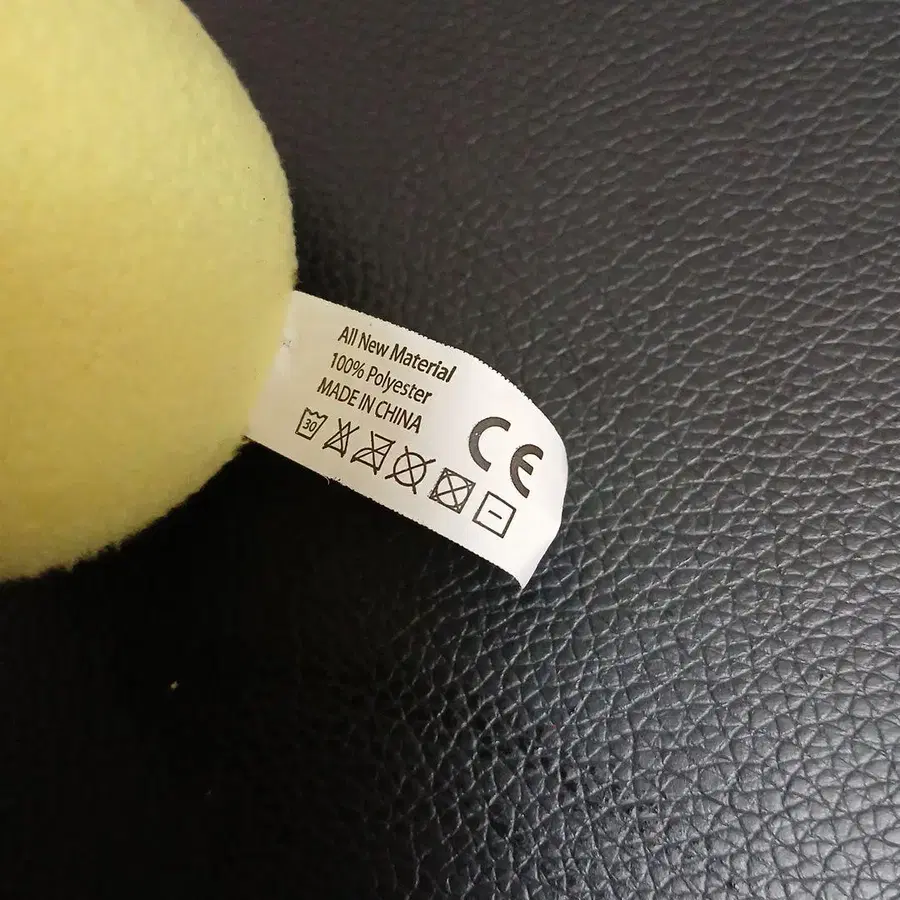 All New Material
100% Polyester
MADE IN CHINA
CE
30